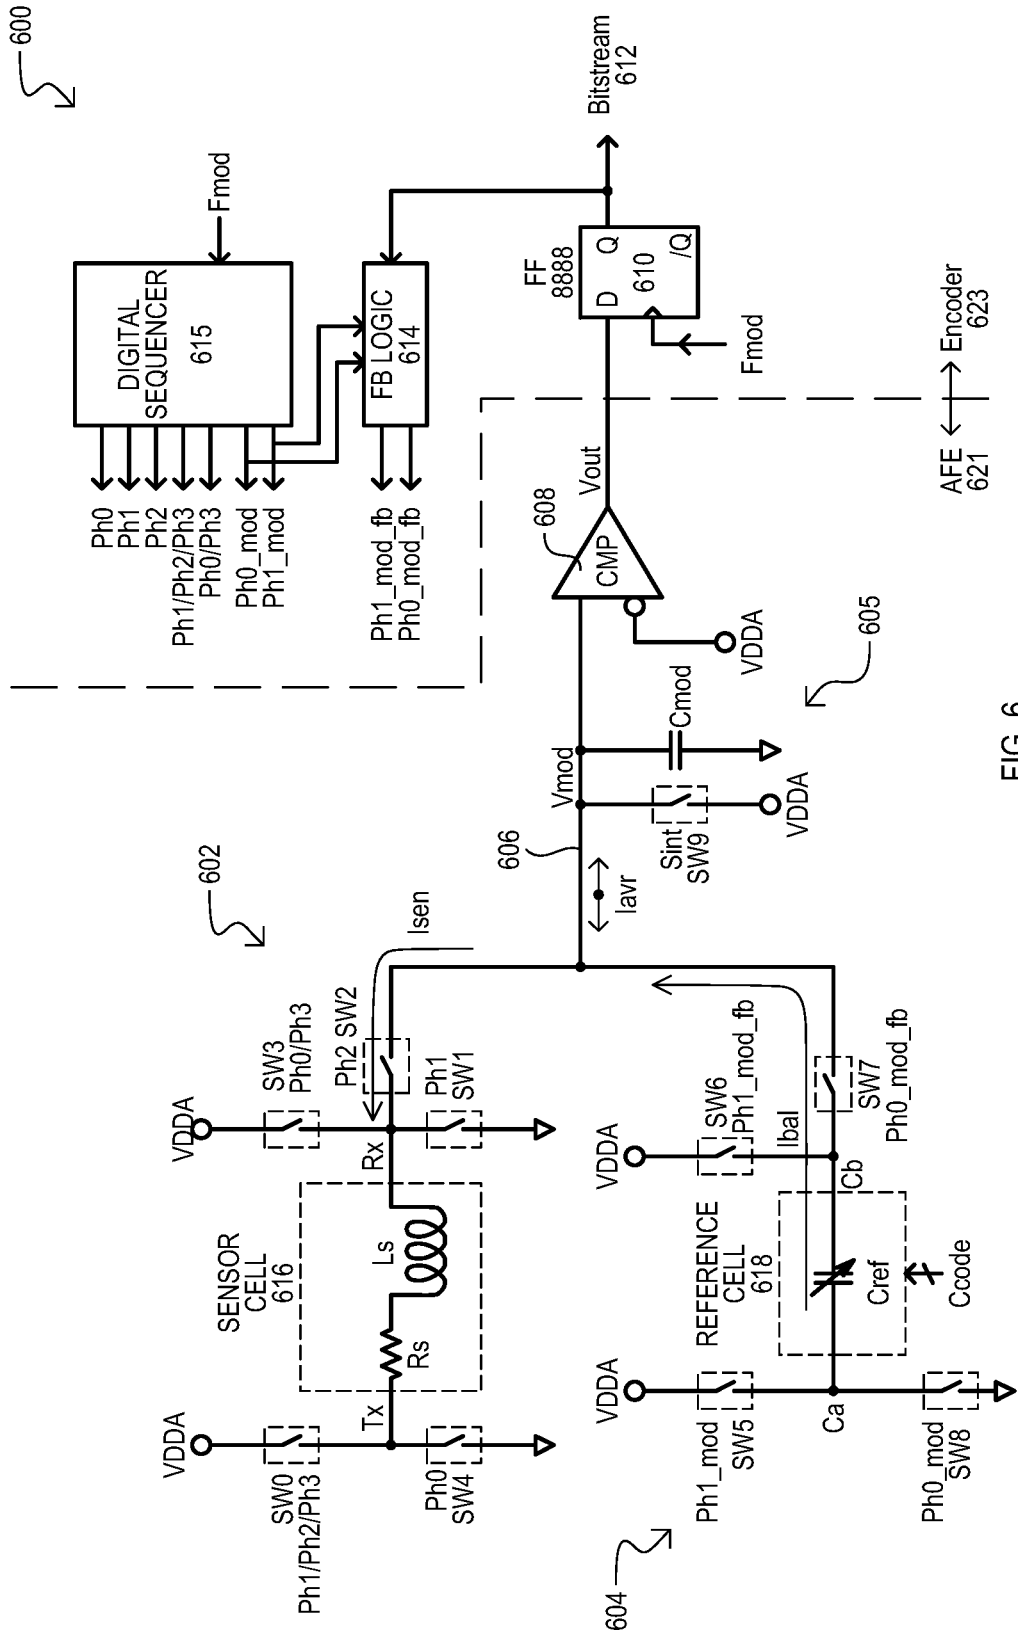 600
DIGITAL
SEQUENCER
615
Fmod
Ph0
Ph1
Ph2
Ph1/Ph2/Ph3
Ph0/Ph3
Ph0_mod
Ph1_mod
FB LOGIC
614
Ph1_mod_fb
Ph0_mod_fb
602
VDDA
SW0
Ph1/Ph2/Ph3
Tx
Ph0
SW4
SENSOR
CELL
616
Rs
Ls
VDDA
SW3
Ph0/Ph3
Rx
Ph2 SW2
Ph1
SW1
Isen
606
Iavr
Vmod
Sint
SW9
VDDA
Cmod
605
608
CMP
VDDA
Vout
FF
8888
D
Q
610
/Q
Fmod
Bitstream
612
AFE
621
Encoder
623
604
VDDA
Ph1_mod
SW5
Ca
Ph0_mod
SW8
REFERENCE
CELL
618
Cref
Ccode
VDDA
SW6
Ph1_mod_fb
Ibal
Cb
SW7
Ph0_mod_fb
FIG. 6